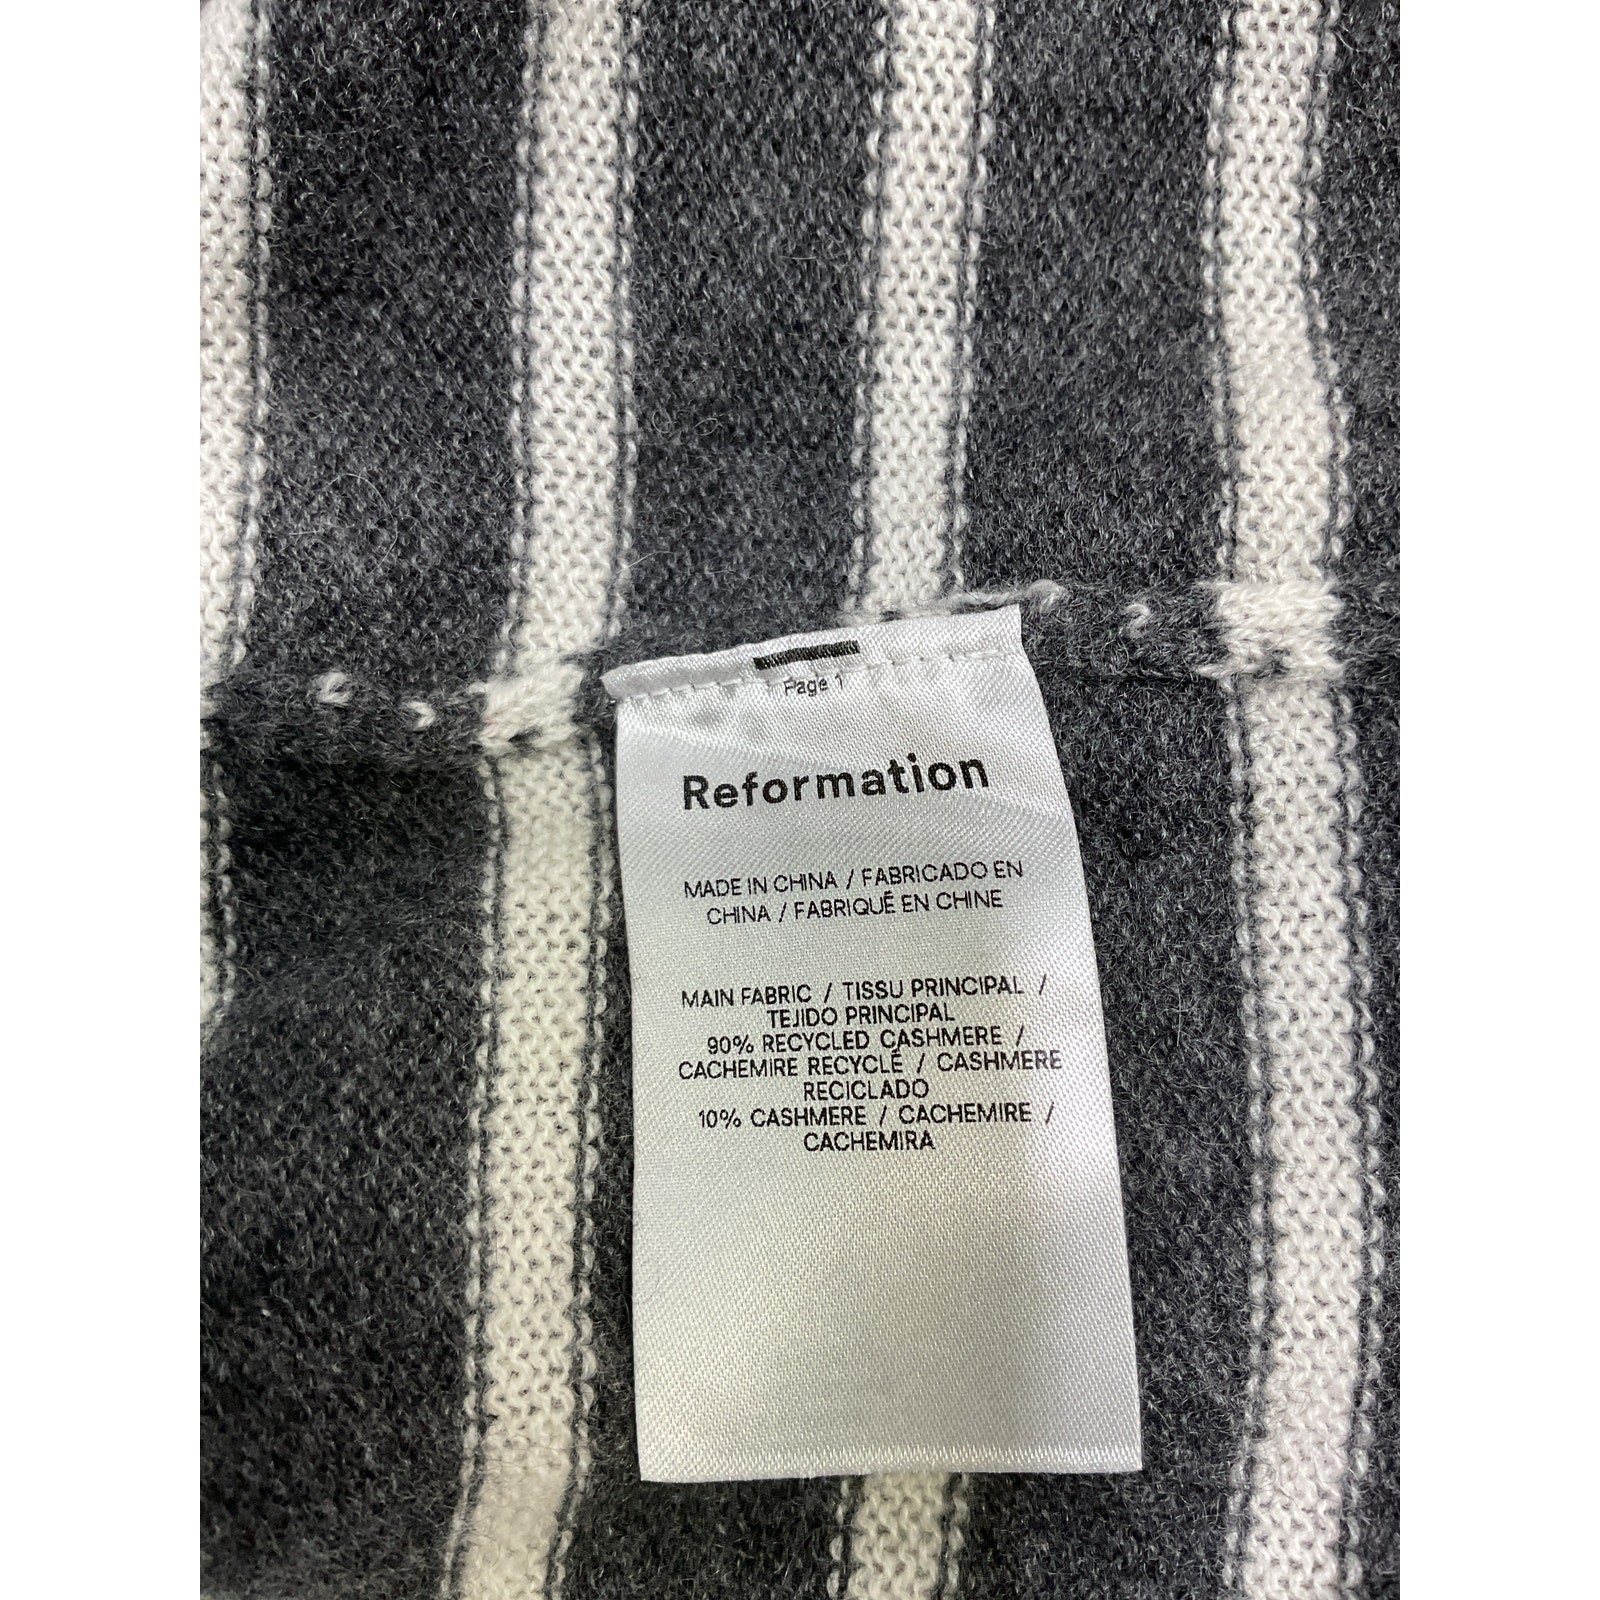 Page 1
Reformation
MADE IN CHINA / FABRICADO EN
CHINA / FABRIQUÉ EN CHINE
MAIN FABRIC / TISSU PRINCIPAL /
TEJIDO PRINCIPAL
90% RECYCLED CASHMERE /
CACHEMIRE RECYCLÉ / CASHMERE
RECICLADO
10% CASHMERE / CACHEMIRE /
CACHEMIRA